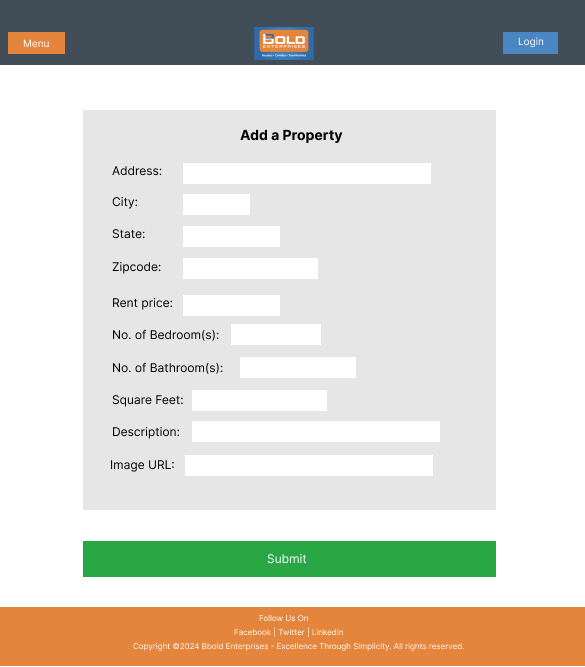 Menu
BOLD
ENTERPRISES
Login
Add a Property
Address:
City:
State:
Zipcode:
Rent price:
No. of Bedroom(s):
No. of Bathroom(s):
Square Feet:
Description:
Image URL:
Submit
Follow Us On
Facebook | Twitter | LinkedIn
Copyright ©2024 Bbold Enterprises - Excellence Through Simplicity. All rights reserved.